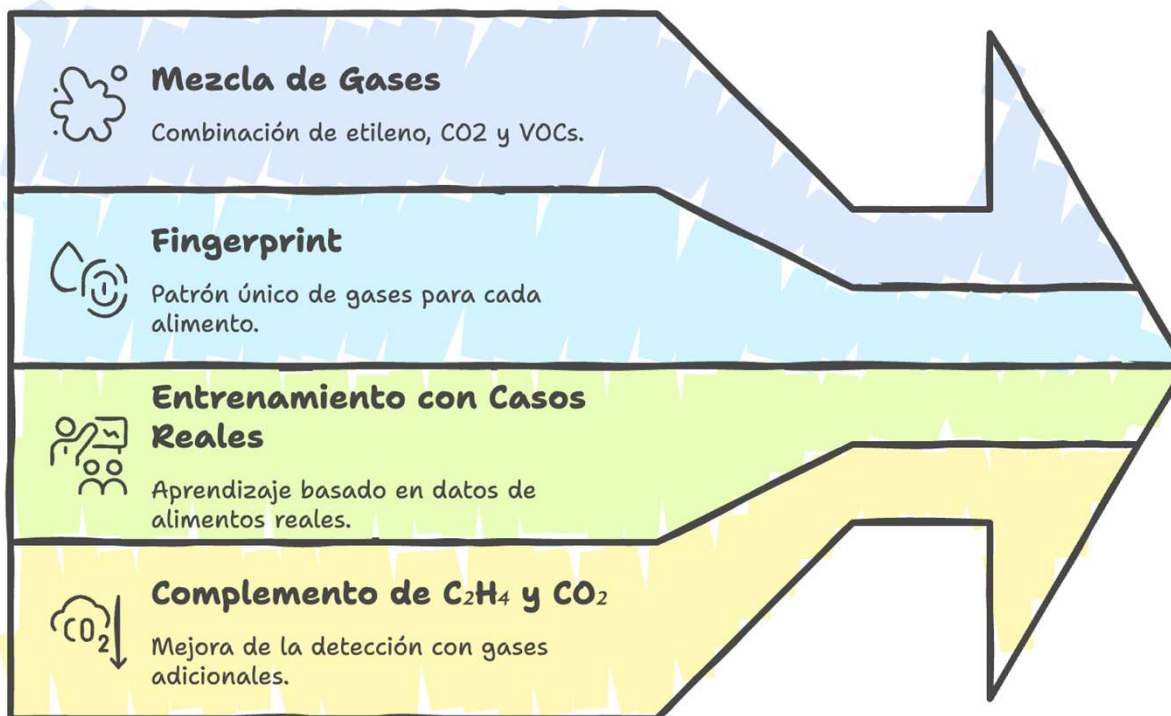 Mezcla de Gases
Combinación de etileno, CO2 y VOCs.
Fingerprint
Patrón único de gases para cada
alimento.
Entrenamiento con Casos
Reales
Aprendizaje basado en datos de
alimentos reales.
CO₂
Complemento de C₂H₄ y CO₂
Mejora de la detección con gases
adicionales.